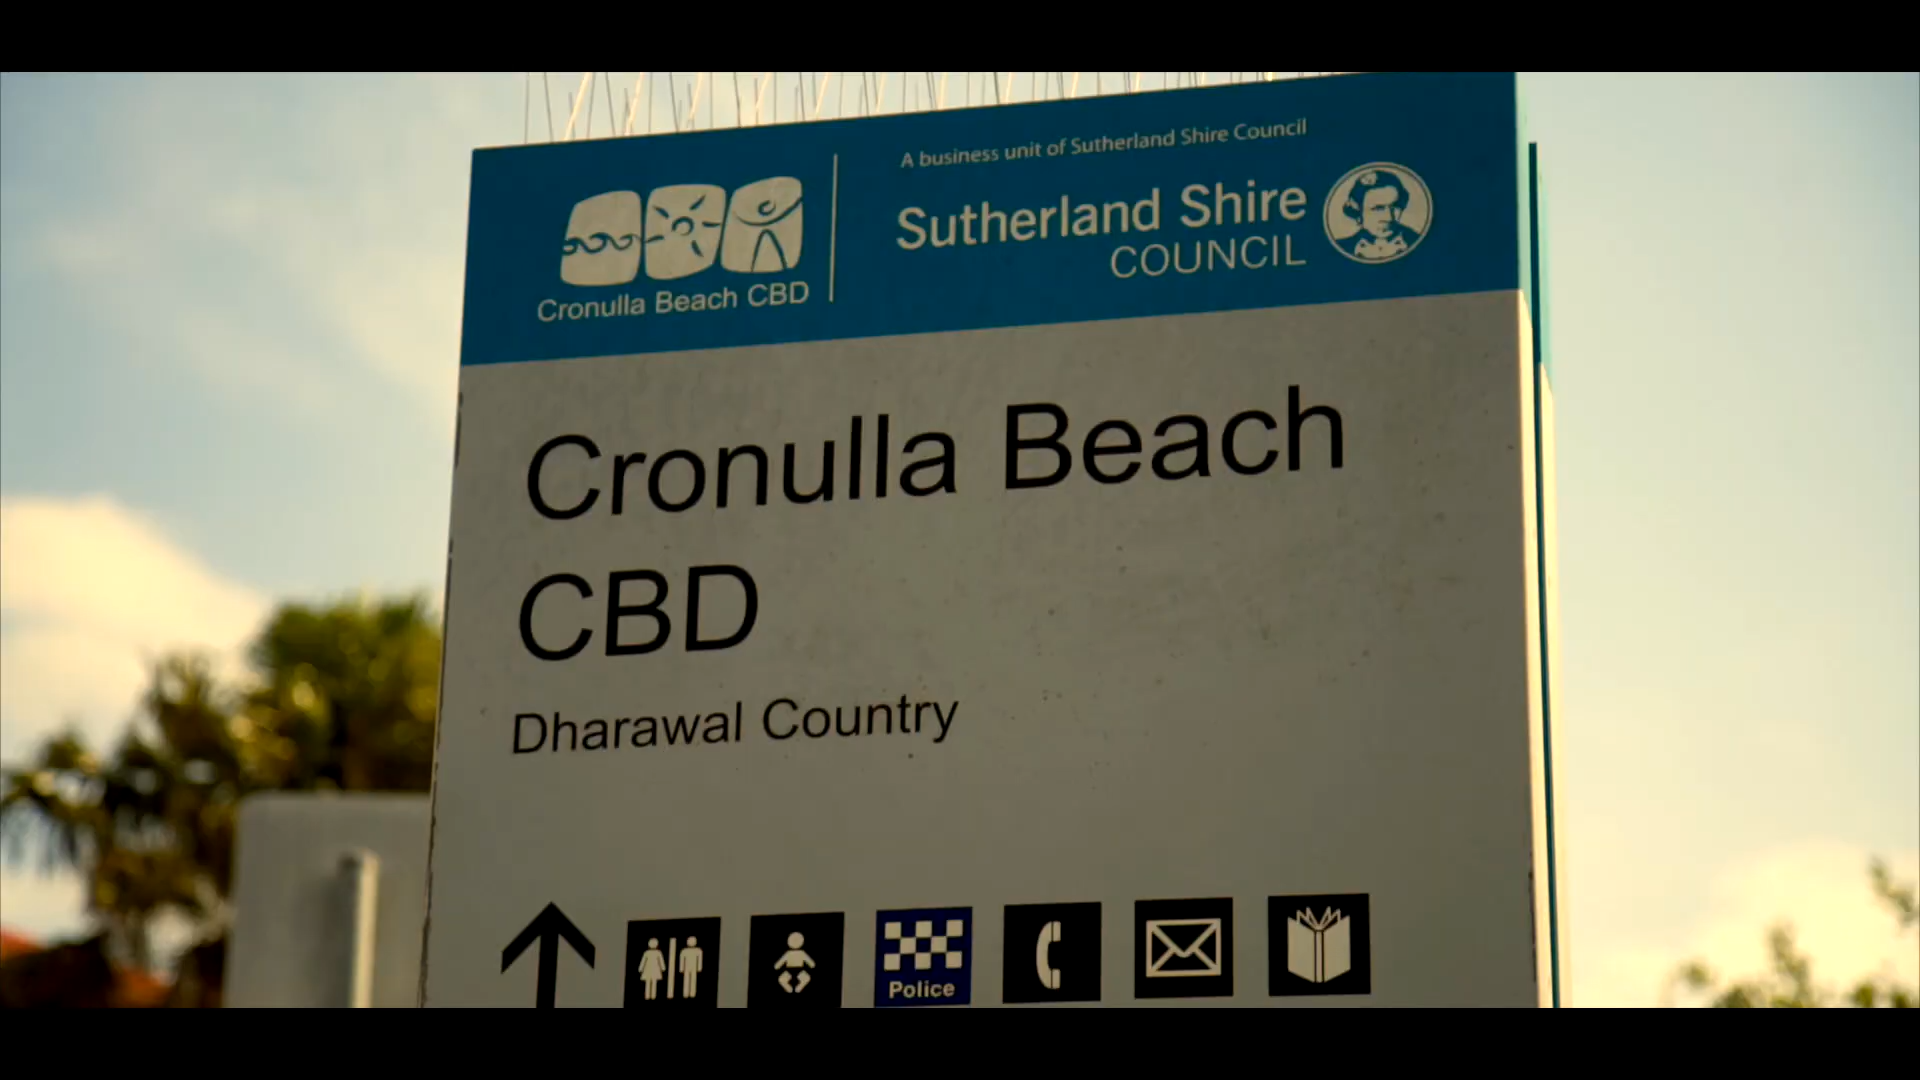 A business unit of Sutherland Shire Council
Sutherland Shire
COUNCIL
Cronulla Beach CBD
Cronulla Beach
CBD
Dharawal Country
Police